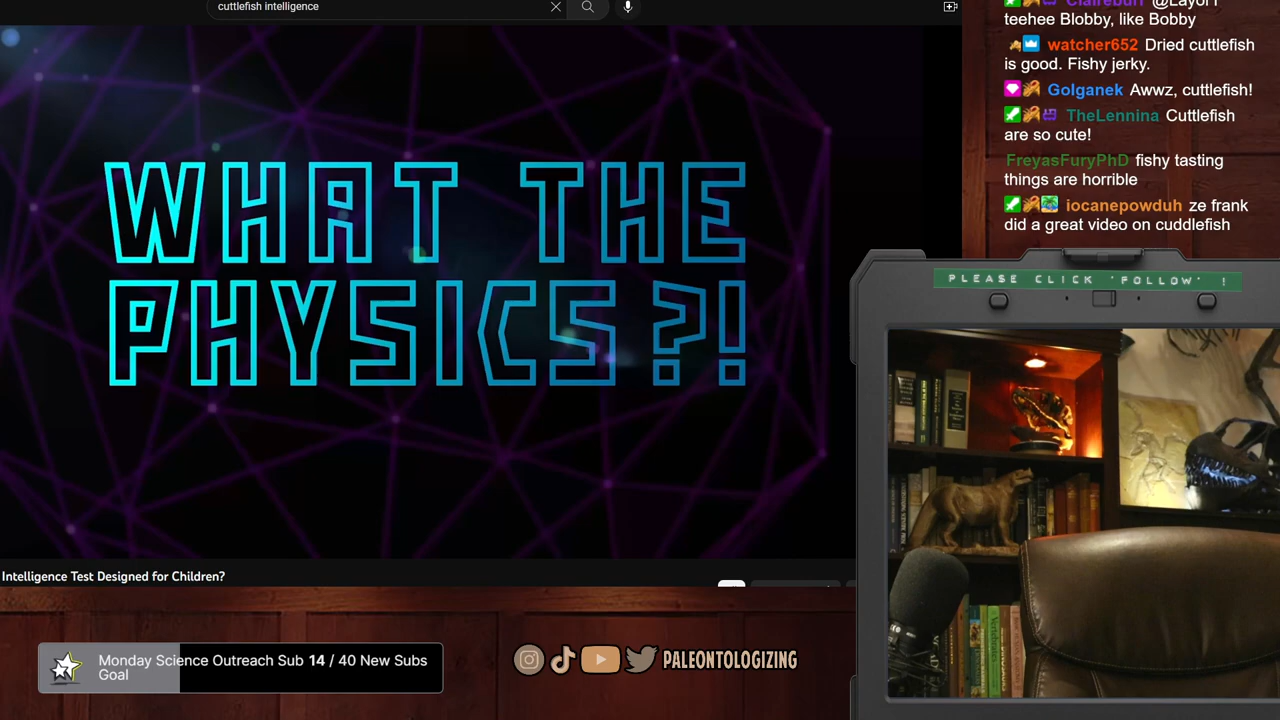 cuttlefish intelligence
WHAT THE
PHYSICS?!
Intelligence Test Designed for Children?
teehee Blobby, like Bobby
watcher652 Dried cuttlefish
is good. Fishy jerky.
Golganek Awwz, cuttlefish!
TheLennina Cuttlefish
are so cute!
FreyasFuryPhD fishy tasting
things are horrible
iocanepowduh ze frank
did a great video on cuddlefish
PLEASE CLICK 'FOLLOW' !
Monday Science Outreach Sub 14 / 40 New Subs
Goal
PALEONTOLOGIZING